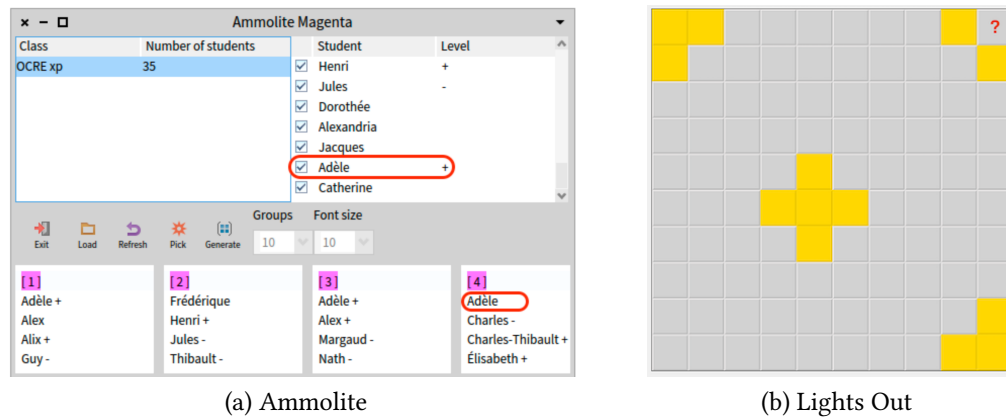 Ammolite Magenta
Class Number of students
OCRE xp 35
Student Level
Henri +
Jules -
Dorothée
Alexandria
Jacques
Adèle +
Catherine
Groups Font size
Exit Load Refresh Pick Generate 10 10
[1]
Adèle +
Alex
Alix +
Guy -
[2]
Frédérique
Henri +
Jules -
Thibault -
[3]
Adèle +
Alex +
Margaud -
Nath -
[4]
Adèle
Charles -
Charles-Thibault +
Élisabeth +
(a) Ammolite
?
(b) Lights Out